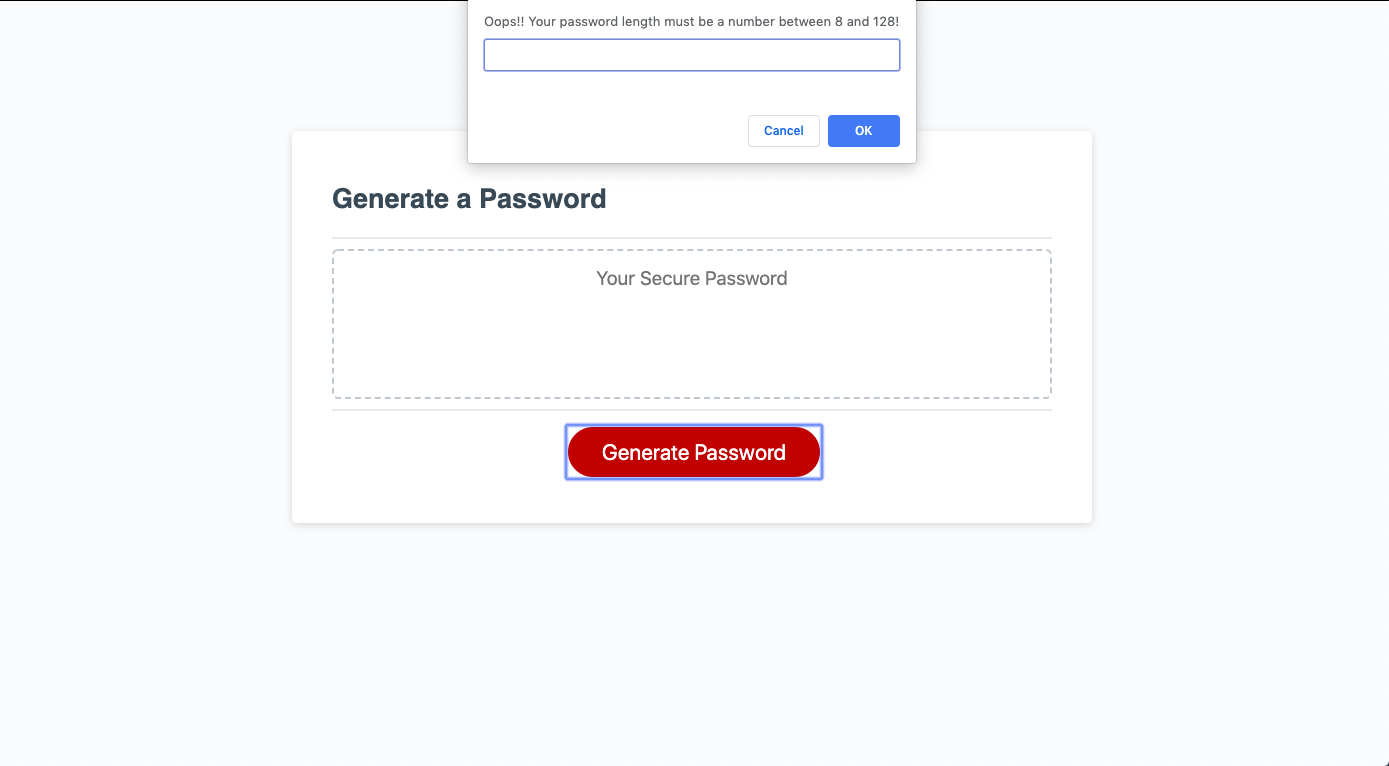 Oops!! Your password length must be a number between 8 and 128!
Cancel
OK
Generate a Password
Your Secure Password
Generate Password